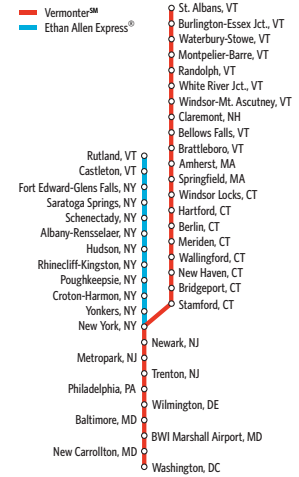 Vermonter℠
Ethan Allen Express®
St. Albans, VT
Burlington-Essex Jct., VT
Waterbury-Stowe, VT
Montpelier-Barre, VT
Randolph, VT
White River Jct., VT
Windsor-Mt. Ascutney, VT
Claremont, NH
Bellows Falls, VT
Brattleboro, VT
Amherst, MA
Springfield, MA
Windsor Locks, CT
Hartford, CT
Berlin, CT
Meriden, CT
Wallingford, CT
New Haven, CT
Bridgeport, CT
Stamford, CT
Rutland, VT
Castleton, VT
Fort Edward-Glens Falls, NY
Saratoga Springs, NY
Schenectady, NY
Albany-Rensselaer, NY
Hudson, NY
Rhinecliff-Kingston, NY
Poughkeepsie, NY
Croton-Harmon, NY
Yonkers, NY
New York, NY
Newark, NJ
Metropark, NJ
Trenton, NJ
Philadelphia, PA
Wilmington, DE
Baltimore, MD
BWI Marshall Airport, MD
New Carrollton, MD
Washington, DC